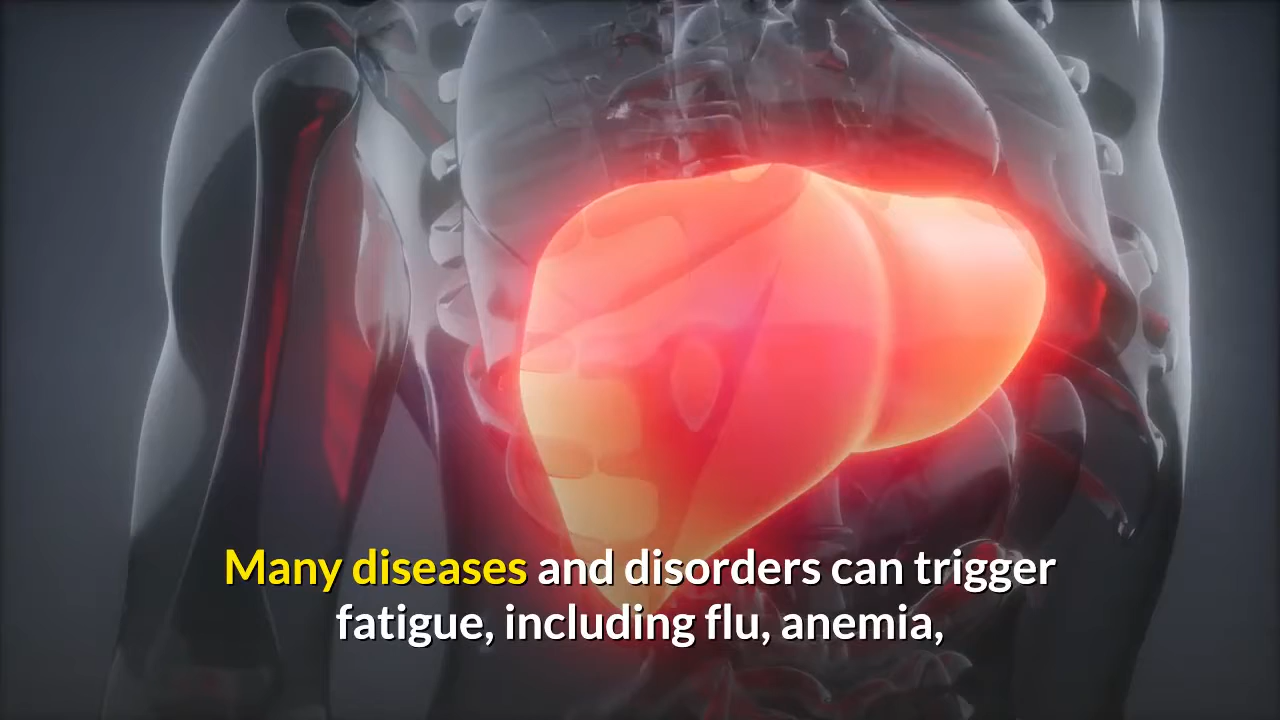 Many diseases and disorders can trigger
fatigue, including flu, anemia,